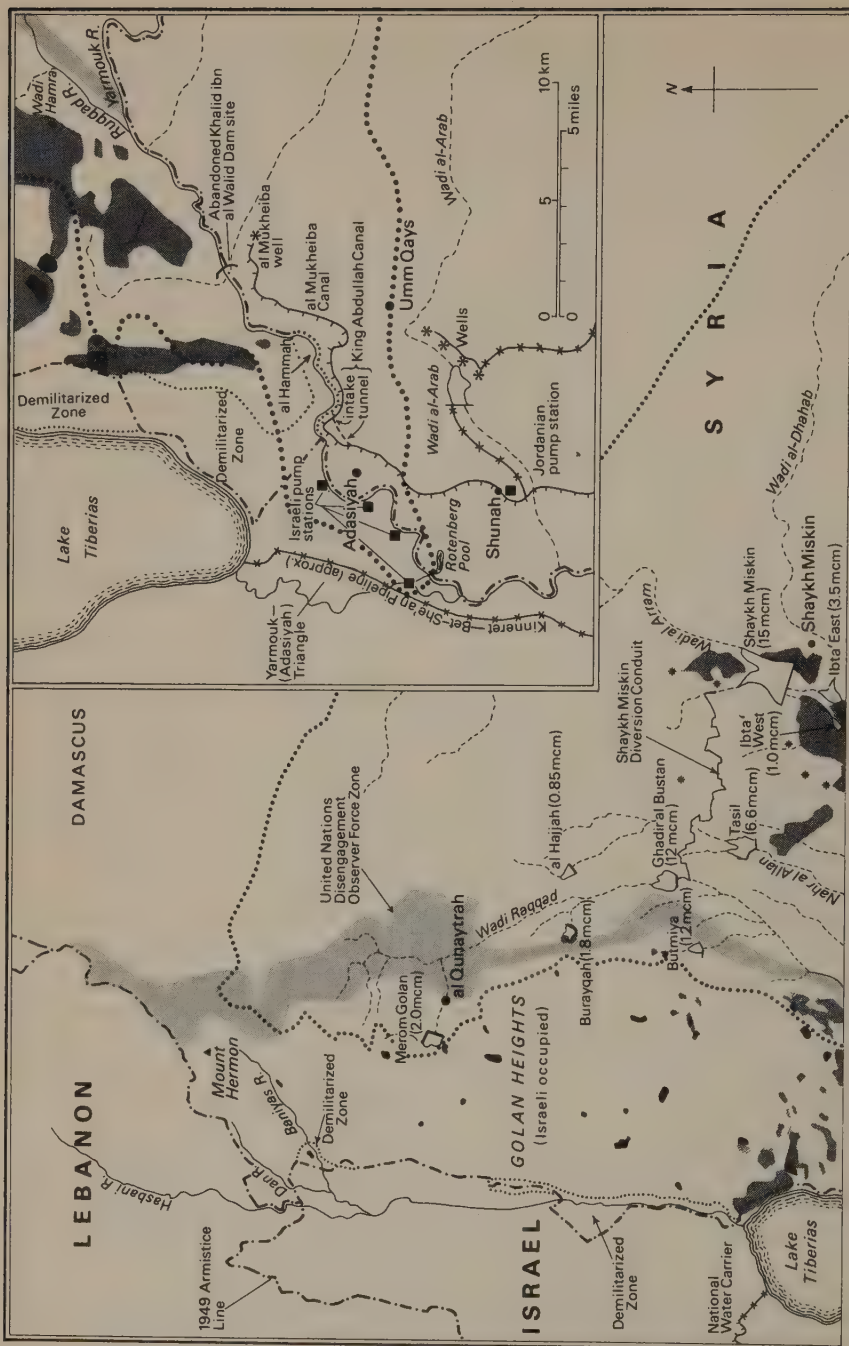 LEBANON
Hasbani R.
Dan R.
Baniyas R.
Mount
Hermon
DAMASCUS
1949 Armistice
Line
Demilitarized
Zone
ISRAEL
Demilitarized
Zone
National
Water Carrier
Lake
Tiberias
GOLAN HEIGHTS
(Israeli occupied)
Merom Golan
(2.0mcm)
al Qunaytrah
United Nations
Disengagement
Observer Force Zone
Wadi Raqqad
Burayqah (1.8mcm)
al Hajjah (0.85mcm)
Butmiya
(1.2mcm)
Ghadir al Bustan
(12mcm)
Tasil
(6.6mcm)
Nahr al Allan
Shaykh Miskin
Diversion Conduit
Wadi al Arram
Shaykh Miskin
(15mcm)
Shaykh Miskin
Ibta'
West
(1.0mcm)
Ibta' East (3.5mcm)
Wadi al-Dhahab
SYRIA
N
Lake
Tiberias
Demilitarized
Zone
Demilitarized
Zone
Wadi
Hamray
Ruqqad R.
Yarmouk R.
Abandoned Khalid ibn
al Walid Dam site
al Mukheiba
well
al Mukheiba
Canal
al Hammah
intake
tunnel
King Abdullah Canal
Israeli pump
stations
Adasiyah
Yarmouk–
(Adasiyah)
Triangle
Kinneret–Bet-She'an Pipeline (approx.)
Rotenberg
Pool
Umm Qays
Wadi al-Arab
Wadi al-Arab
Wells
Shunah
Jordanian
pump station
0 5 10 km
0 5 miles